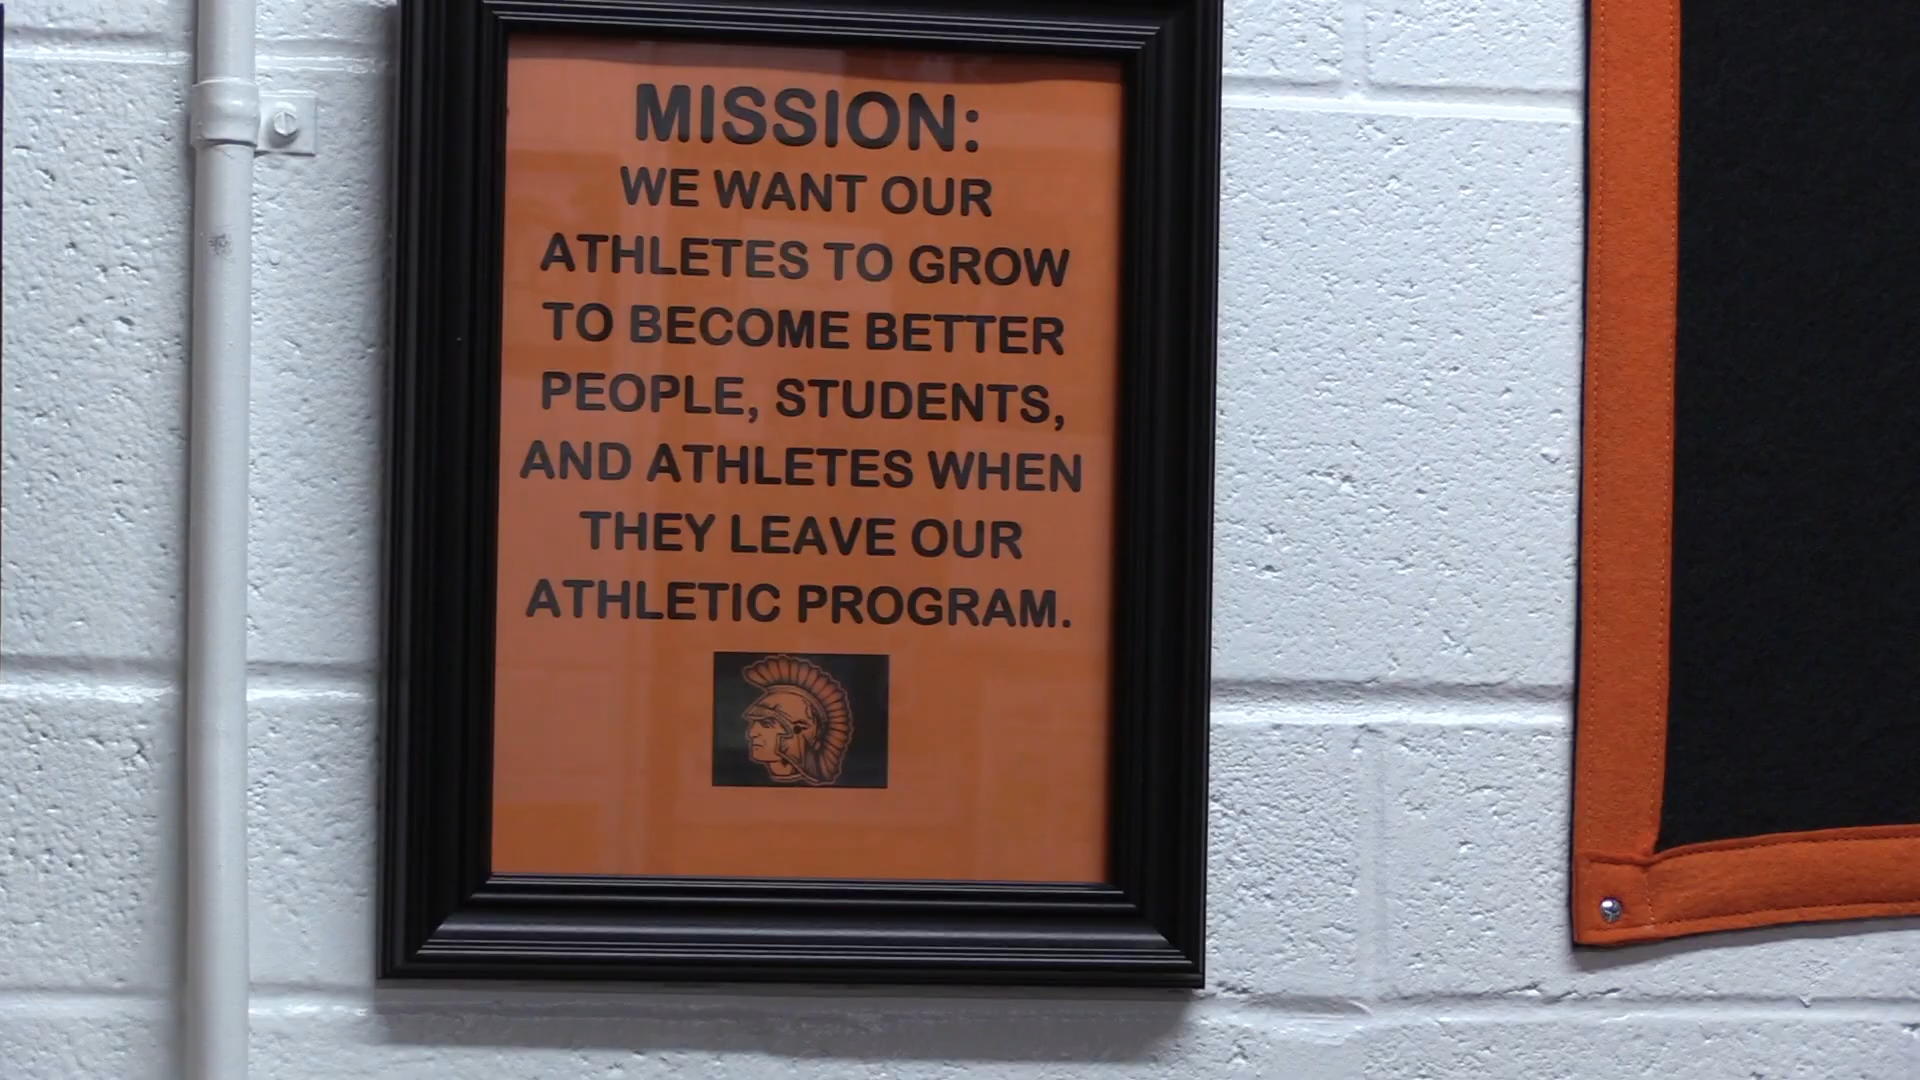 MISSION:
WE WANT OUR
ATHLETES TO GROW
TO BECOME BETTER
PEOPLE, STUDENTS,
AND ATHLETES WHEN
THEY LEAVE OUR
ATHLETIC PROGRAM.